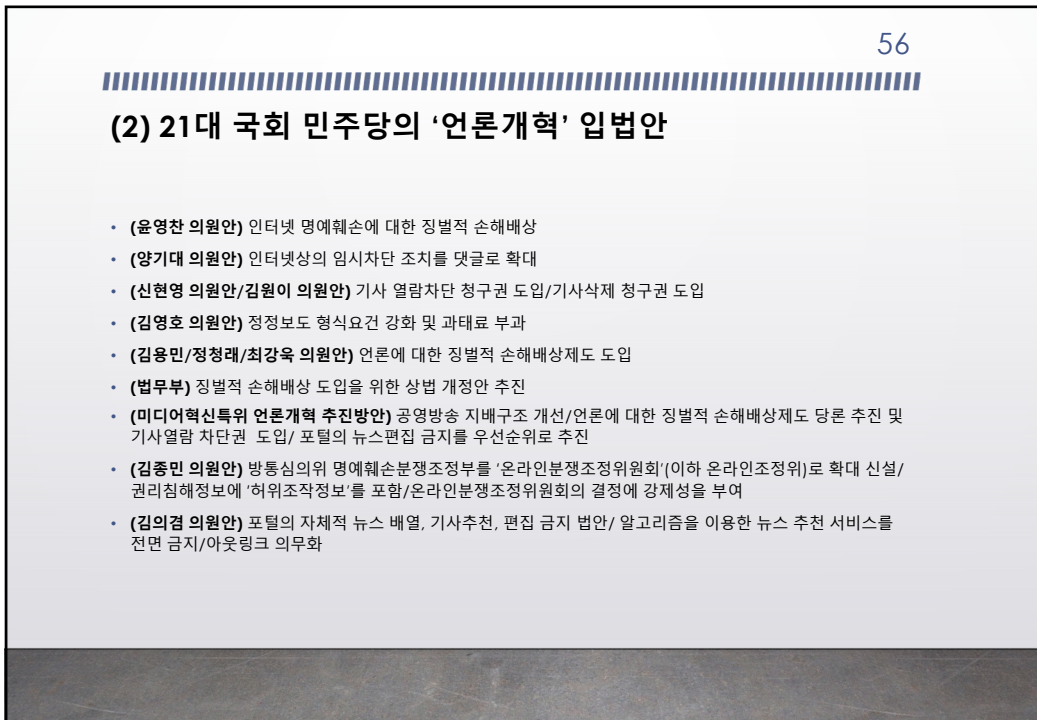 56
(2) 21대 국회 민주당의 ‘언론개혁’ 입법안
• (윤영찬 의원안) 인터넷 명예훼손에 대한 징벌적 손해배상
• (양기대 의원안) 인터넷상의 임시차단 조치를 댓글로 확대
• (신현영 의원안/김원이 의원안) 기사 열람차단 청구권 도입/기사삭제 청구권 도입
• (김영호 의원안) 정정보도 형식요건 강화 및 과태료 부과
• (김용민/정청래/최강욱 의원안) 언론에 대한 징벌적 손해배상제도 도입
• (법무부) 징벌적 손해배상 도입을 위한 상법 개정안 추진
• (미디어혁신특위 언론개혁 추진방안) 공영방송 지배구조 개선/언론에 대한 징벌적 손해배상제도 당론 추진 및
기사열람 차단권 도입/ 포털의 뉴스편집 금지를 우선순위로 추진
• (김종민 의원안) 방통심의위 명예훼손분쟁조정부를 ‘온라인분쟁조정위원회’(이하 온라인조정위)로 확대 신설/
권리침해정보에 ‘허위조작정보’를 포함/온라인분쟁조정위원회의 결정에 강제성을 부여
• (김의겸 의원안) 포털의 자체적 뉴스 배열, 기사추천, 편집 금지 법안/ 알고리즘을 이용한 뉴스 추천 서비스를
전면 금지/아웃링크 의무화